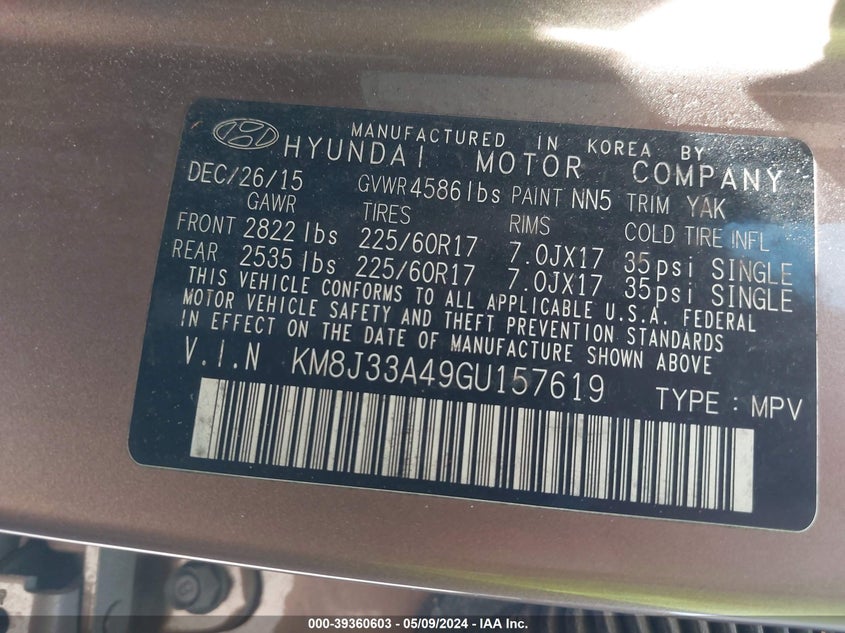 MANUFACTURED IN KOREA BY
HYUNDAI MOTOR COMPANY
DEC/26/15 GVWR 4586lbs PAINT NN5 TRIM YAK
GAWR TIRES RIMS COLD TIRE INFL
FRONT 2822 lbs 225/60R17 7.0JX17 35psi SINGLE
REAR 2535 lbs 225/60R17 7.0JX17 35psi SINGLE
THIS VEHICLE CONFORMS TO ALL APPLICABLE U.S.A. FEDERAL
MOTOR VEHICLE SAFETY AND THEFT PREVENTION STANDARDS
IN EFFECT ON THE DATE OF MANUFACTURE SHOWN ABOVE
V.I.N KM8J33A49GU157619 TYPE : MPV
000-39360603 - 05/09/2024 - IAA Inc.